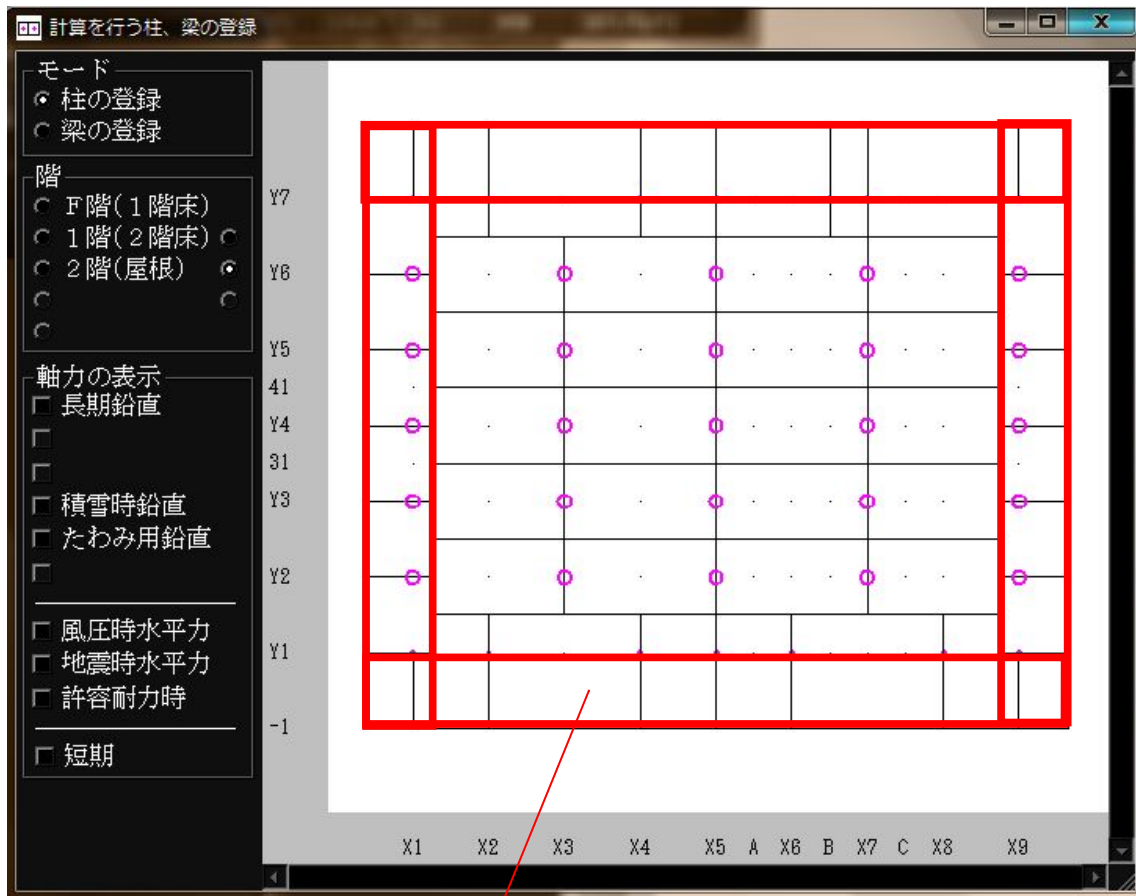 計算を行う柱、梁の登録
モード
柱の登録
梁の登録
階
F階(1階床)
1階(2階床)
2階(屋根)
軸力の表示
長期鉛直
積雪時鉛直
たわみ用鉛直
風圧時水平力
地震時水平力
許容耐力時
短期
Y7
Y6
Y5
41
Y4
31
Y3
Y2
Y1
-1
X1 X2 X3 X4 X5 A X6 B X7 C X8 X9